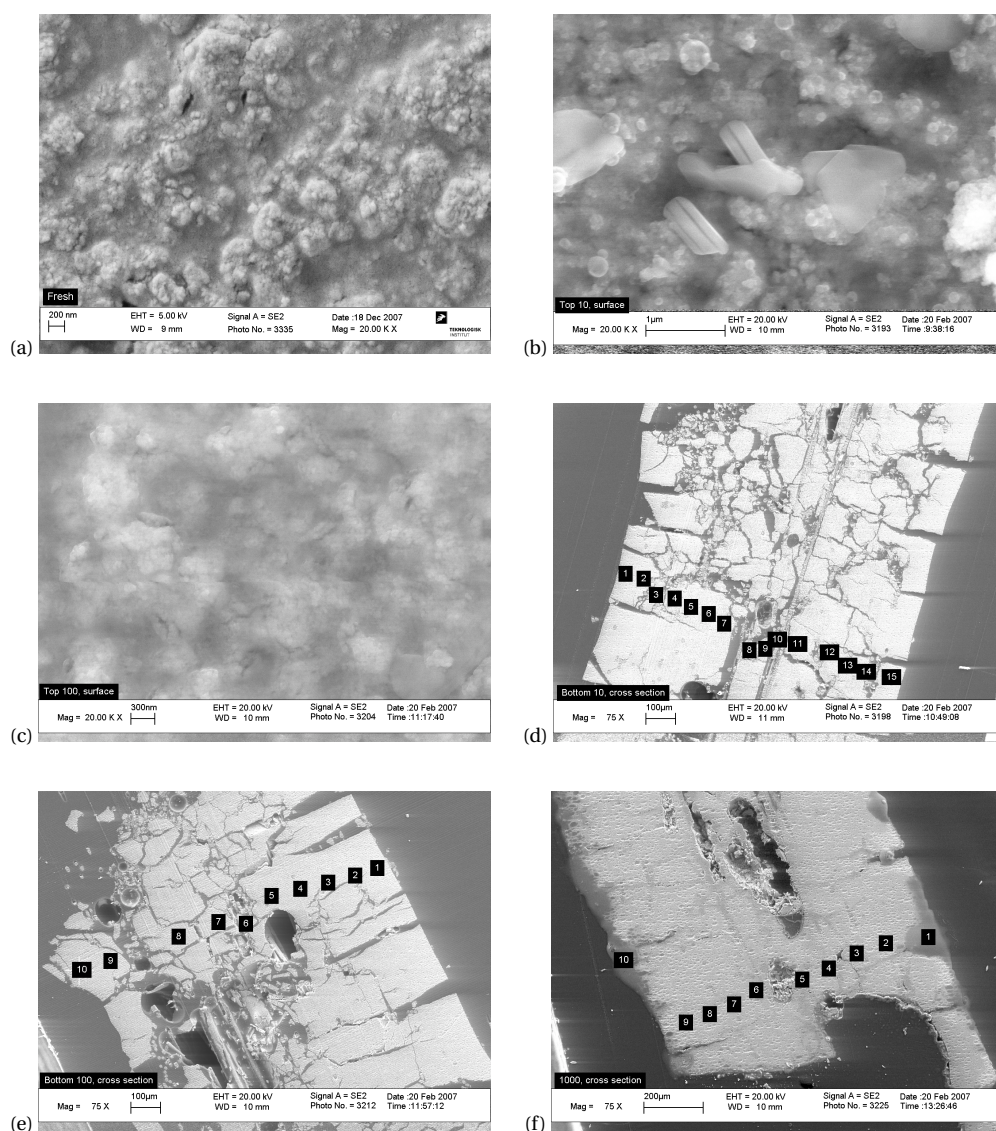 Fresh
200 nm EHT = 5.00 kV Signal A = SE2 Date :18 Dec 2007
WD = 9 mm Photo No. = 3335 Mag = 20.00 K X
TEKNOLOGISK
INSTITUT
(a)
Top 10, surface
1µm EHT = 20.00 kV Signal A = SE2 Date :20 Feb 2007
Mag = 20.00 K X WD = 10 mm Photo No. = 3193 Time :9:38:16
(b)
Top 100, surface
300nm EHT = 20.00 kV Signal A = SE2 Date :20 Feb 2007
Mag = 20.00 K X WD = 10 mm Photo No. = 3204 Time :11:17:40
(c)
1 2 3 4 5 6 7 8 9 10 11 12 13 14 15
Bottom 10, cross section
100µm EHT = 20.00 kV Signal A = SE2 Date :20 Feb 2007
Mag = 75 X WD = 11 mm Photo No. = 3198 Time :10:49:08
(d)
1
2
3
4
5
6
7
8
9
10
Bottom 100, cross section
100µm EHT = 20.00 kV Signal A = SE2 Date :20 Feb 2007
Mag = 75 X WD = 10 mm Photo No. = 3212 Time :11:57:12
(e)
1
2
3
4
5
6
7
8
9
10
1000, cross section
200µm EHT = 20.00 kV Signal A = SE2 Date :20 Feb 2007
Mag = 75 X WD = 10 mm Photo No. = 3225 Time :13:26:46
(f)